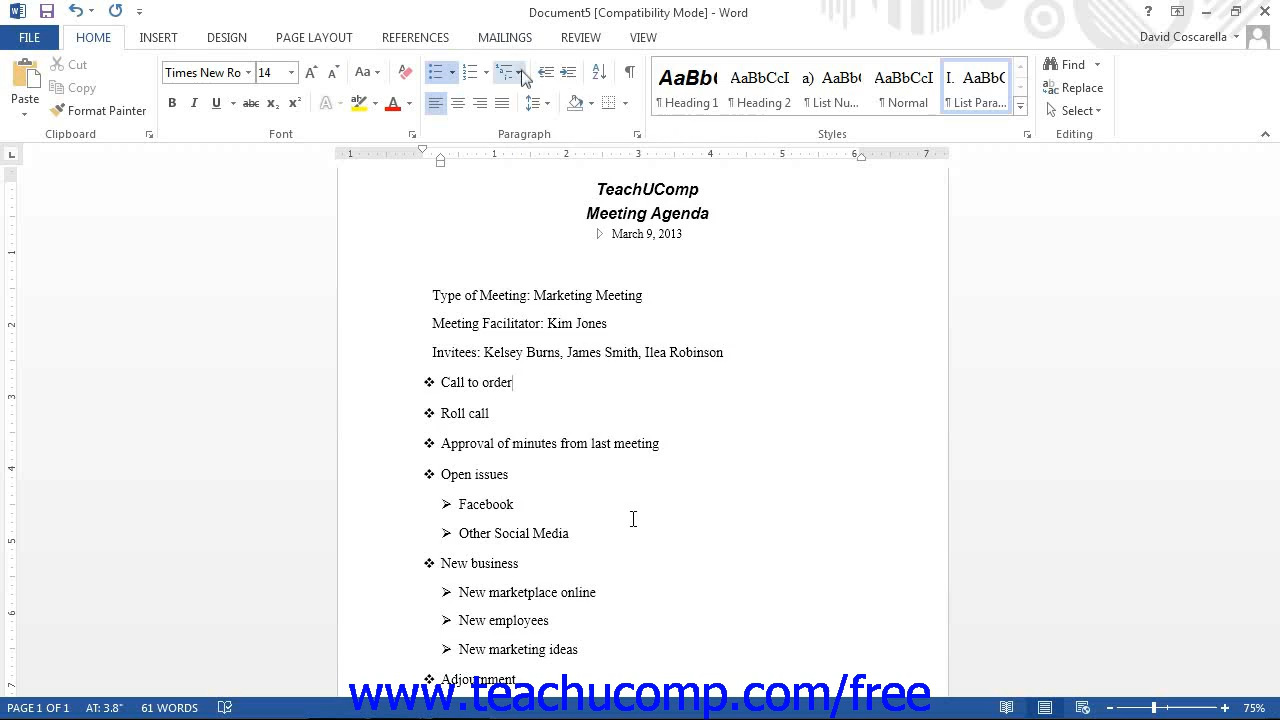 Document5 [Compatibility Mode] - Word
FILE HOME INSERT DESIGN PAGE LAYOUT REFERENCES MAILINGS REVIEW VIEW David Coscarella
Paste
Cut
Copy
Format Painter
Times New Ro 14
AaBb( AaBbCcI a) AaBb( AaBbCcI I. AaBbC
¶ Heading 1 ¶ Heading 2 ¶ List Nu... ¶ Normal ¶ List Para...
Find
Replace
Select
Clipboard Font Paragraph Styles Editing
TeachUComp
Meeting Agenda
March 9, 2013
Type of Meeting: Marketing Meeting
Meeting Facilitator: Kim Jones
Invitees: Kelsey Burns, James Smith, Ilea Robinson
❖ Call to order
❖ Roll call
❖ Approval of minutes from last meeting
❖ Open issues
➢ Facebook
➢ Other Social Media
❖ New business
➢ New marketplace online
➢ New employees
➢ New marketing ideas
❖ Adjournment
www.teachucomp.com/free
PAGE 1 OF 1 AT: 3.8" 61 WORDS 75%